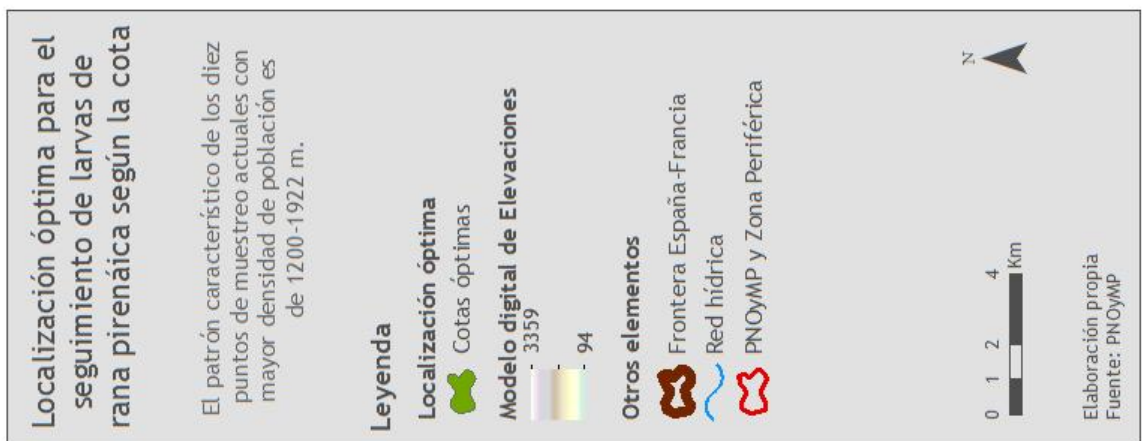 Localización óptima para el
seguimiento de larvas de
rana pirenáica según la cota
El patrón característico de los diez
puntos de muestreo actuales con
mayor densidad de población es
de 1200-1922 m.
Leyenda
Localización óptima
Cotas óptimas
Modelo digital de Elevaciones
3359
94
Otros elementos
Frontera España-Francia
Red hídrica
PNOyMP y Zona Periférica
N
0 1 2 4
Km
Elaboración propia
Fuente: PNOyMP